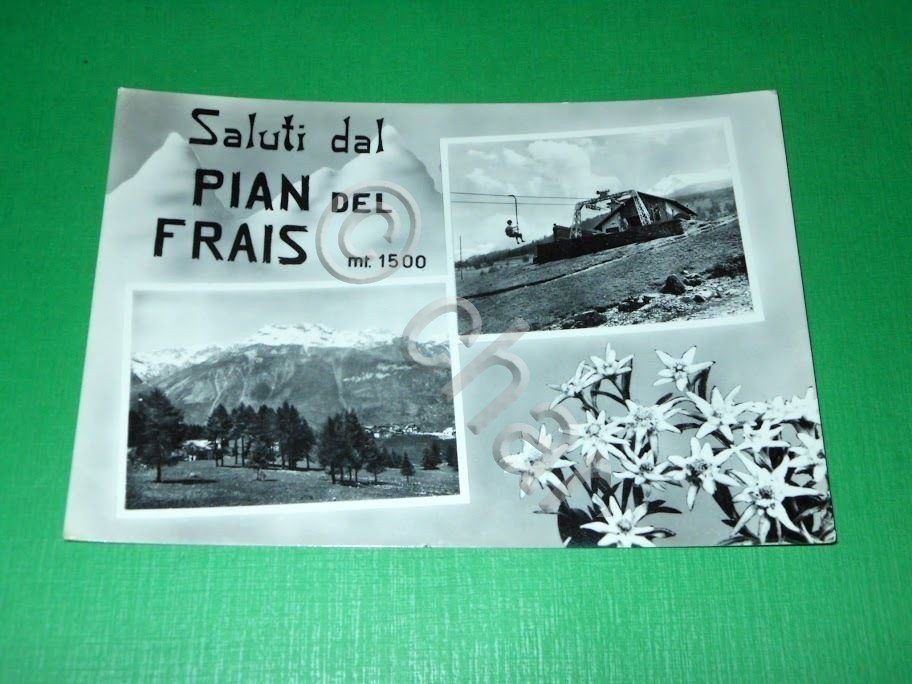 Saluti dal
PIAN DEL
FRAIS
mt. 1500